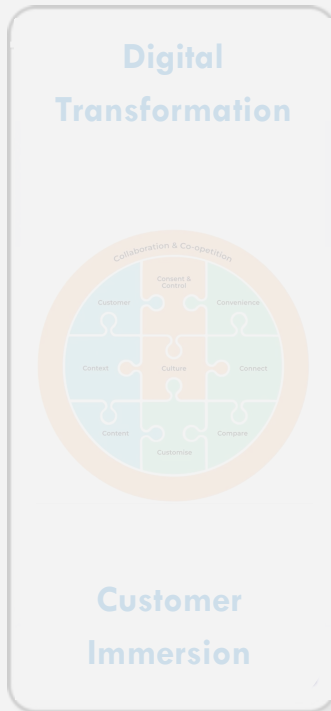 Digital
Transformation
Collaboration & Co-opetition
Consent &
Control
Customer
Convenience
Context
Culture
Connect
Content
Compare
Customize
Customer
Immersion